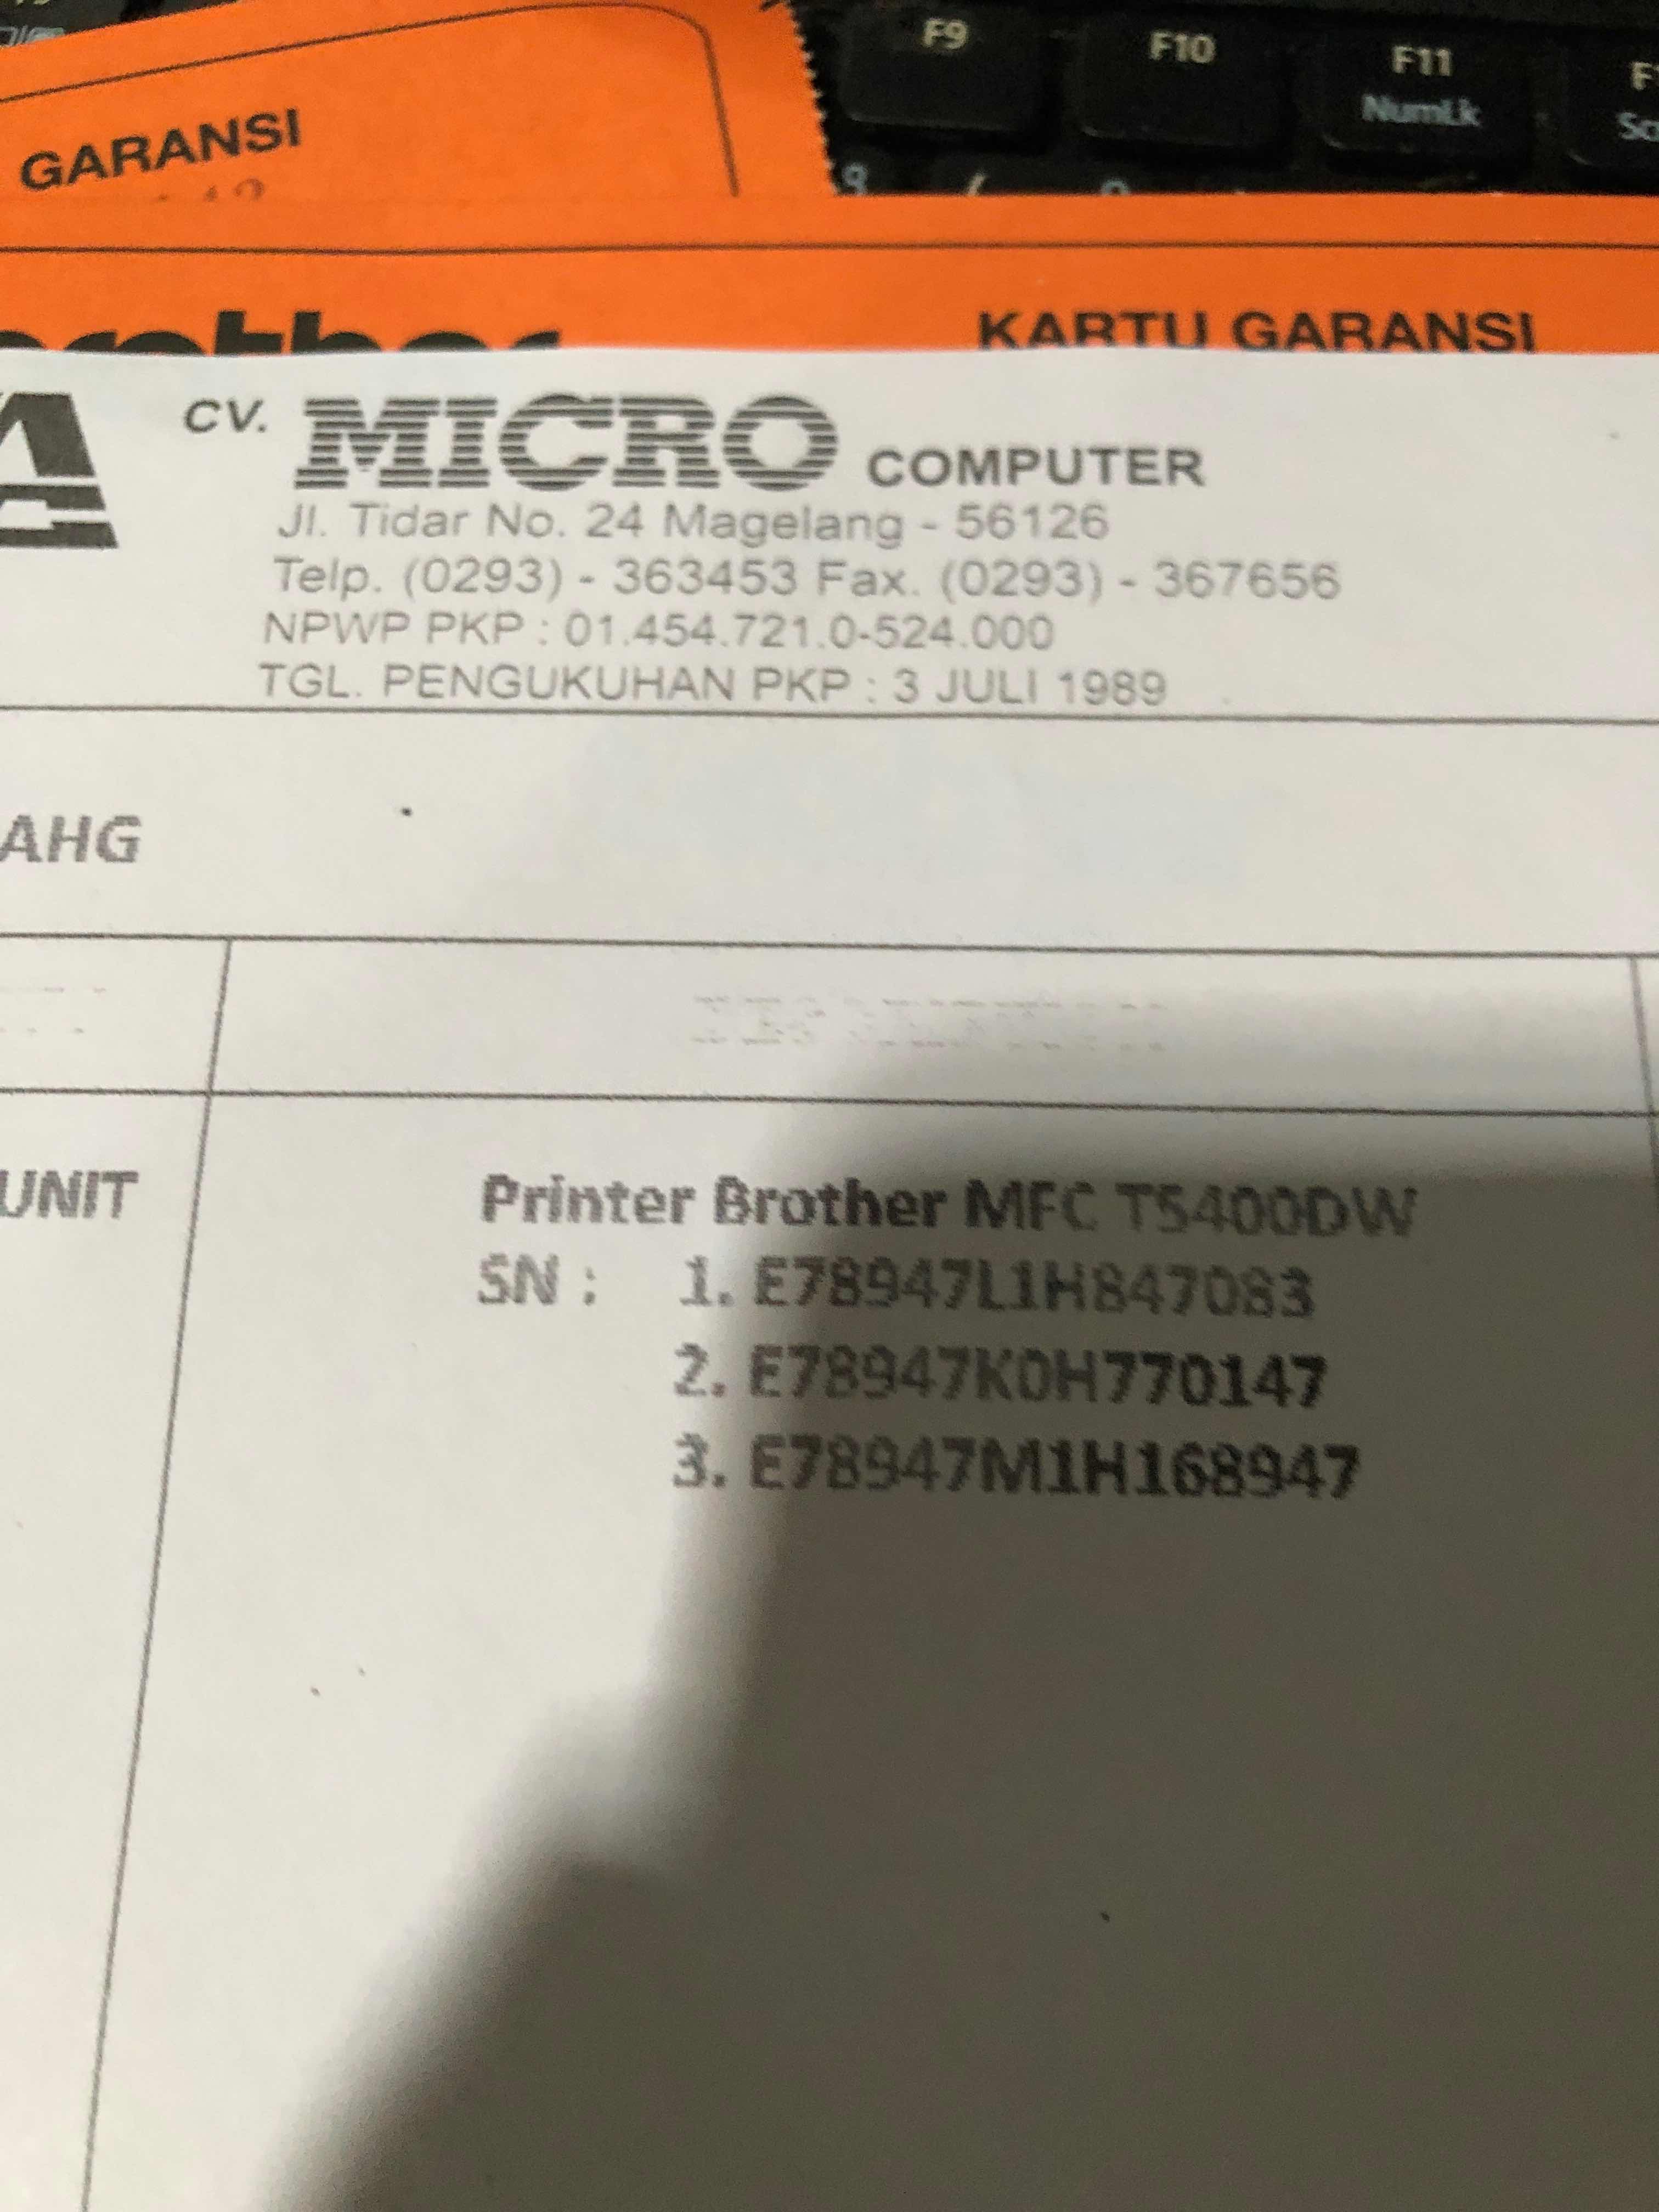 F9
F10
F11
NumLk
GARANSI
brother
KARTU GARANSI
CV. MICRO COMPUTER
Jl. Tidar No. 24 Magelang - 56126
Telp. (0293) - 363453 Fax. (0293) - 367656
NPWP PKP : 01.454.721.0-524.000
TGL. PENGUKUHAN PKP : 3 JULI 1989
AHG
UNIT
Printer Brother MFC T5400DW
SN : 1. E78947L1H847083
2. E78947K0H770147
3. E78947M1H168947